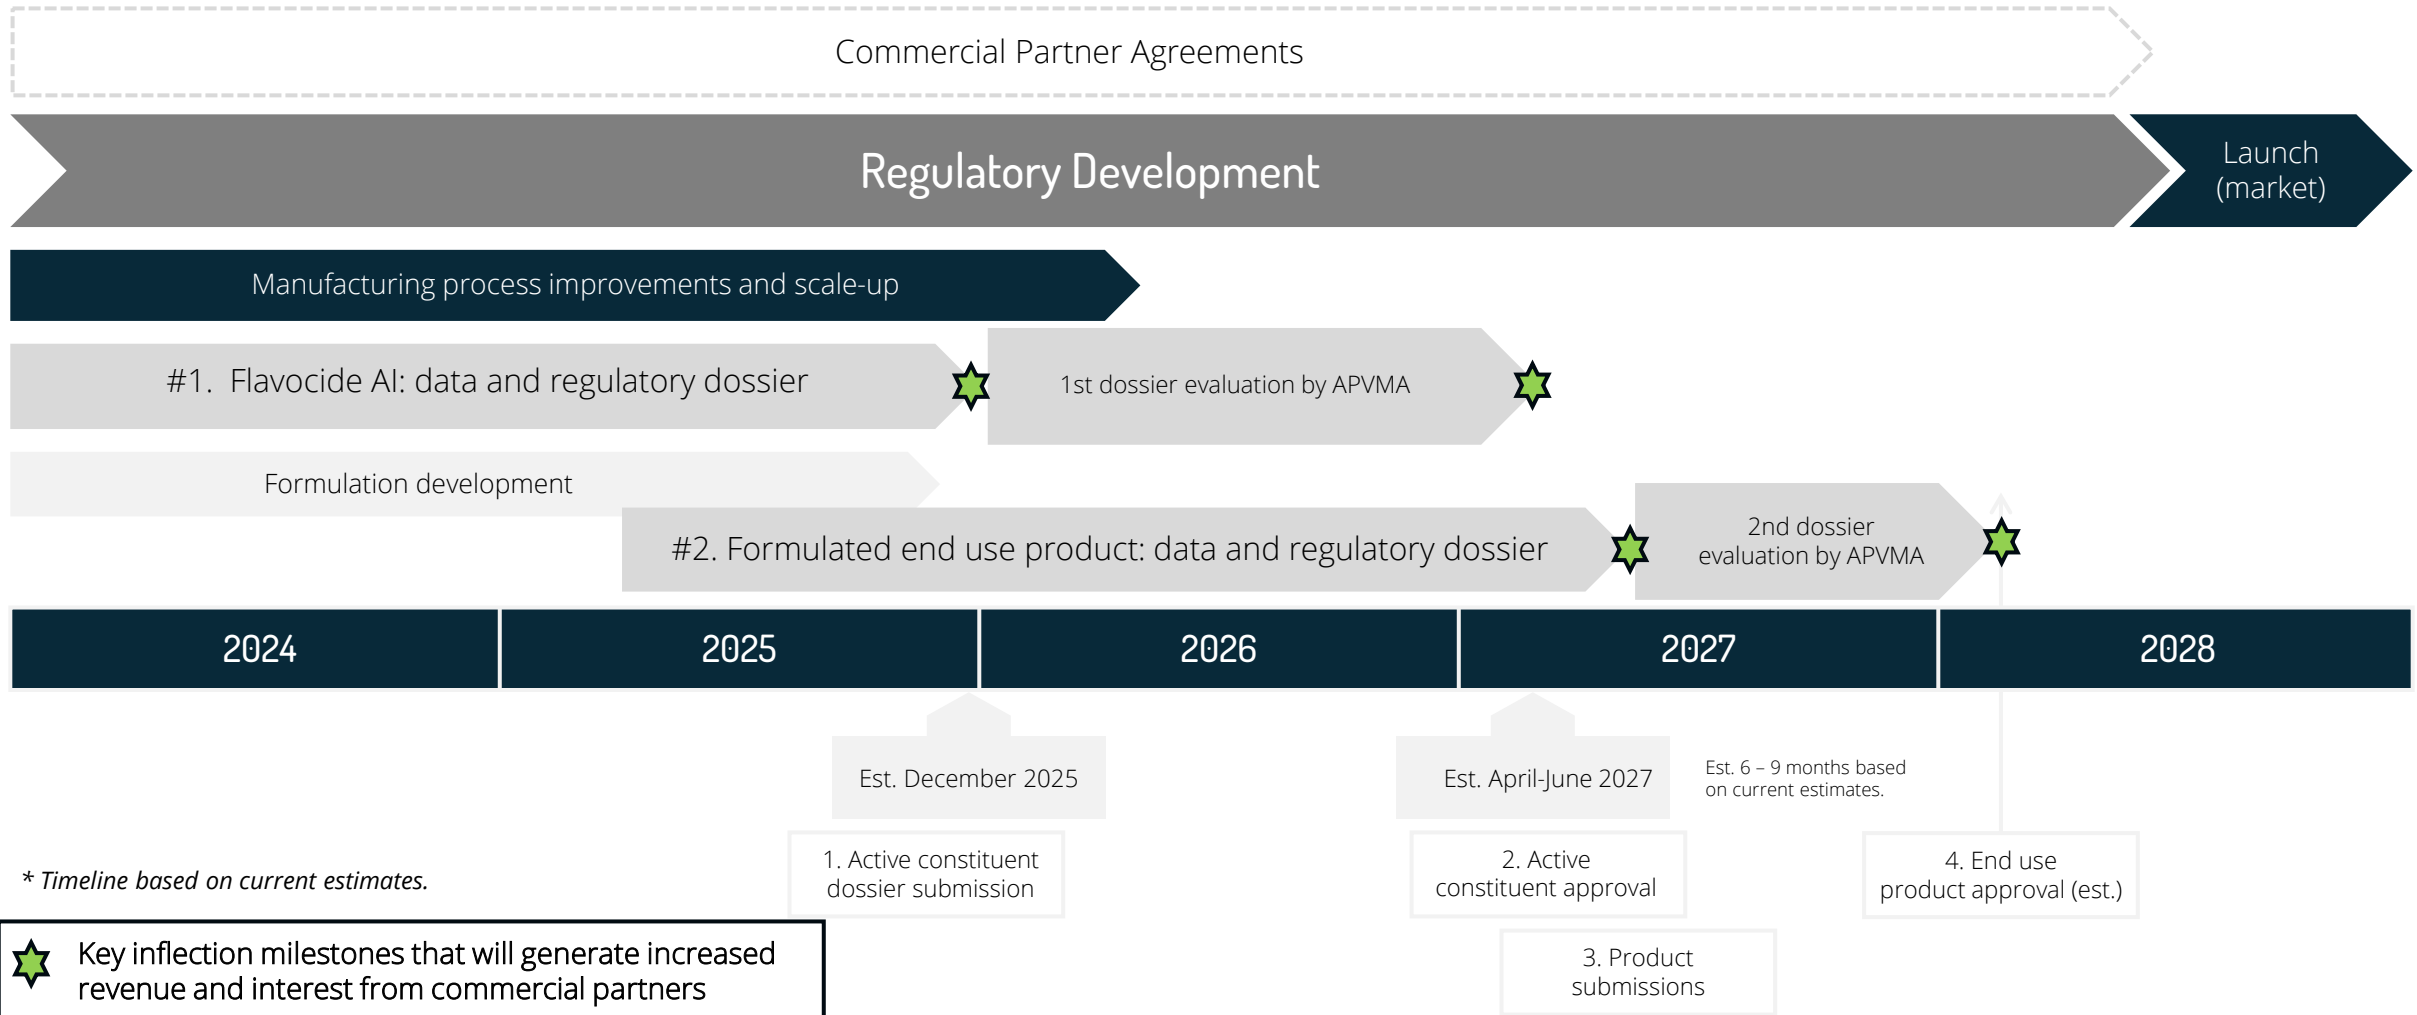 Commercial Partner Agreements
Regulatory Development
Launch
(market)
Manufacturing process improvements and scale-up
#1. Flavocide AI: data and regulatory dossier
1st dossier evaluation by APVMA
Formulation development
#2. Formulated end use product: data and regulatory dossier
2nd dossier
evaluation by APVMA
2024
2025
2026
2027
2028
Est. December 2025
Est. April-June 2027
Est. 6 – 9 months based
on current estimates.
1. Active constituent
dossier submission
2. Active
constituent approval
4. End use
product approval (est.)
* Timeline based on current estimates.
3. Product
submissions
Key inflection milestones that will generate increased
revenue and interest from commercial partners